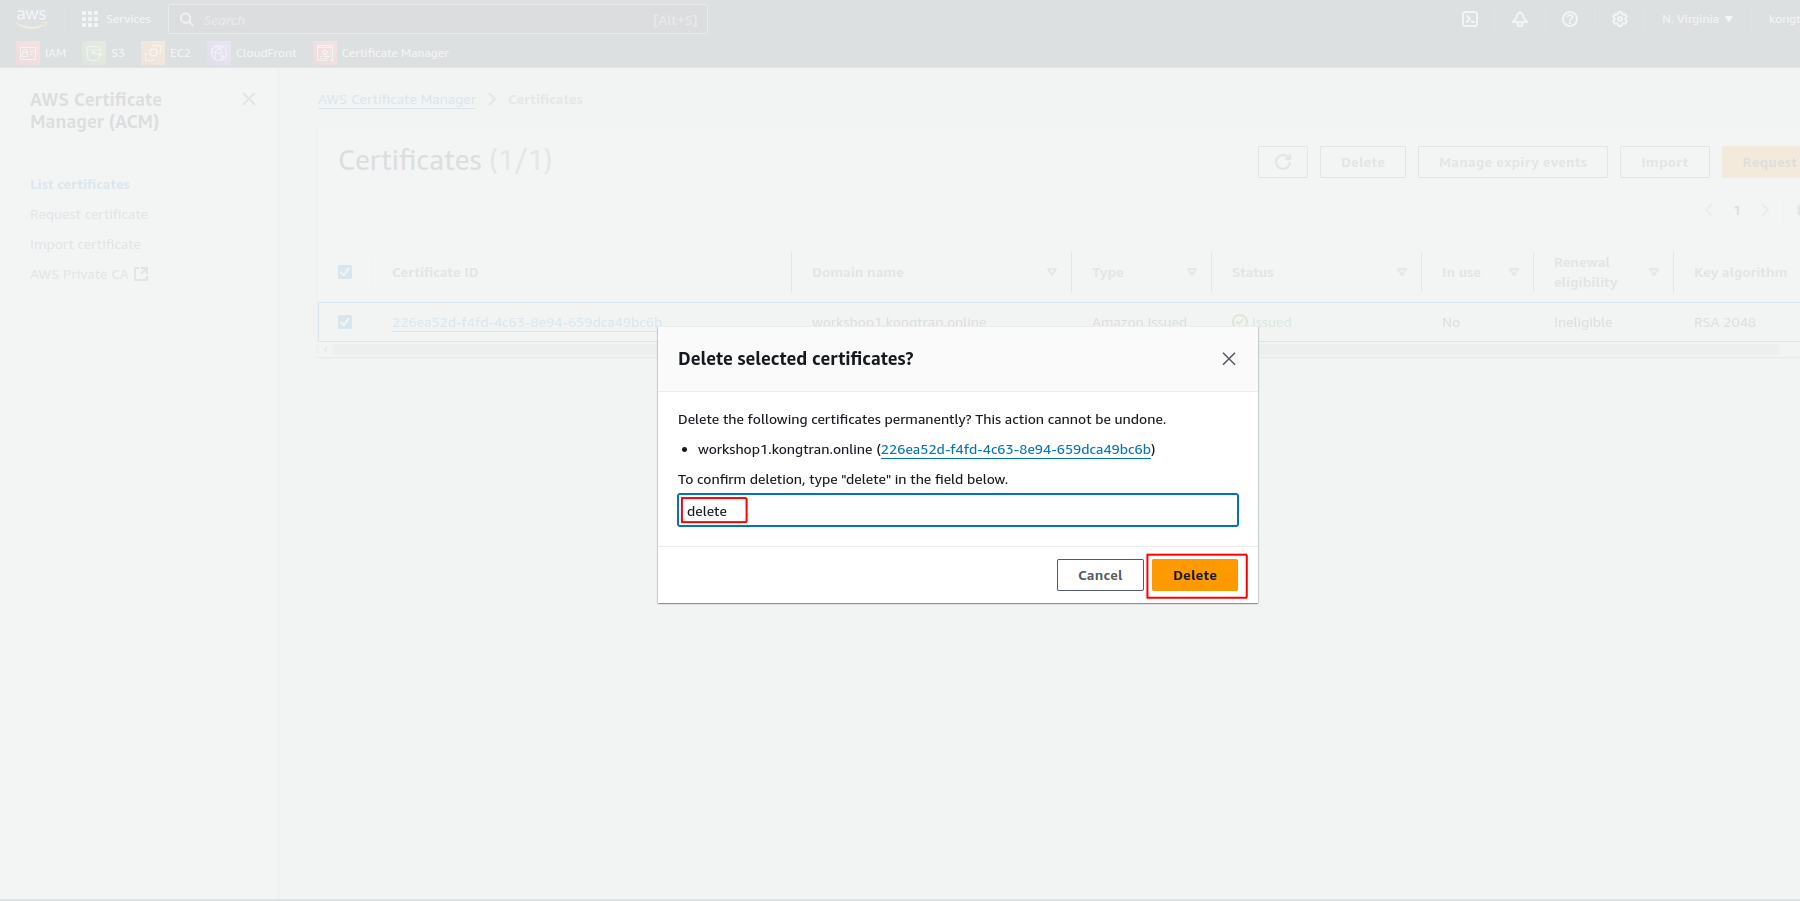 aws
Services
Search
[Alt+S]
N. Virginia
IAM
S3
EC2
CloudFront
Certificate Manager
AWS Certificate
Manager (ACM)
List certificates
Request certificate
Import certificate
AWS Private CA
AWS Certificate Manager
Certificates
Certificates (1/1)
Delete
Manage expiry events
Import
Request
1
Certificate ID
Domain name
Type
Status
In use
Renewal
eligibility
Key algorithm
226ea52d-f4fd-4c63-8e94-659dca49bc6b
workshop1.kongtran.online
Amazon Issued
Issued
No
Ineligible
RSA 2048
Delete selected certificates?
Delete the following certificates permanently? This action cannot be undone.
• workshop1.kongtran.online (226ea52d-f4fd-4c63-8e94-659dca49bc6b)
To confirm deletion, type "delete" in the field below.
delete
Cancel
Delete